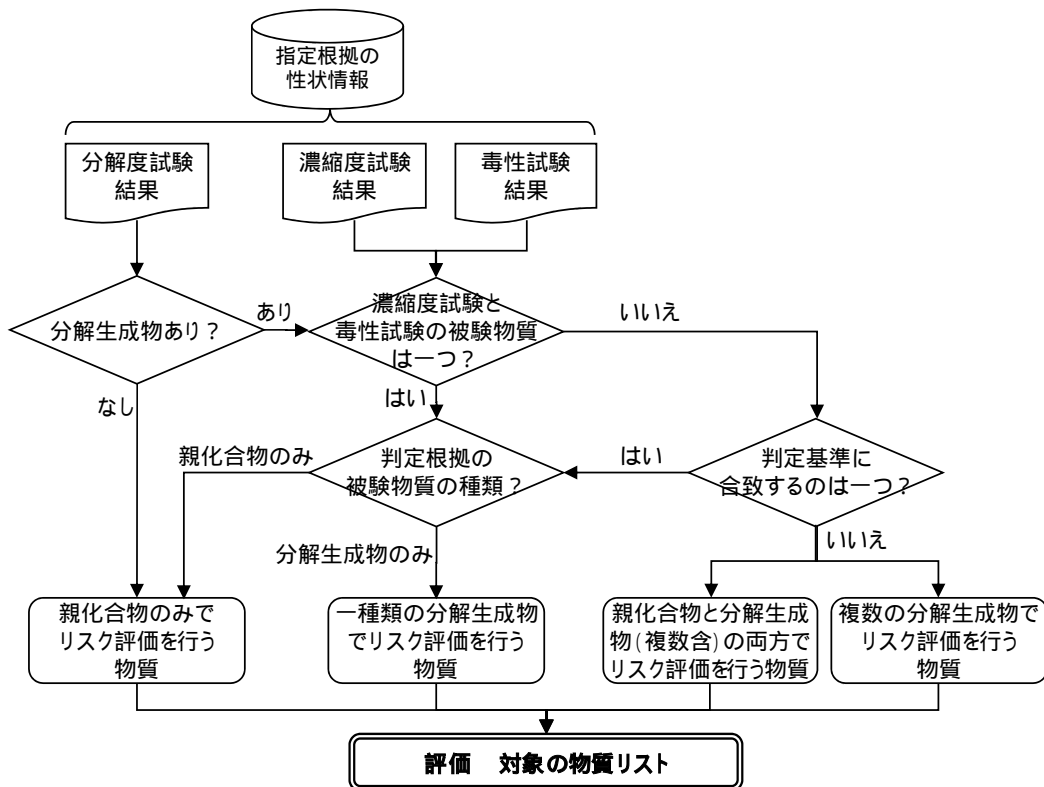 指定根拠の
性状情報
分解度試験
結果
濃縮度試験
結果
毒性試験
結果
分解生成物あり？
あり
濃縮度試験と
毒性試験の被験物質
は一つ？
いいえ
なし
はい
親化合物のみ
判定根拠の
被験物質の種類？
はい
判定基準に
合致するのは一つ？
分解生成物のみ
いいえ
親化合物のみで
リスク評価を行う
物質
一種類の分解生成物
でリスク評価を行う
物質
親化合物と分解生成
物(複数含)の両方で
リスク評価を行う物質
複数の分解生成物で
リスク評価を行う
物質
評価　対象の物質リスト